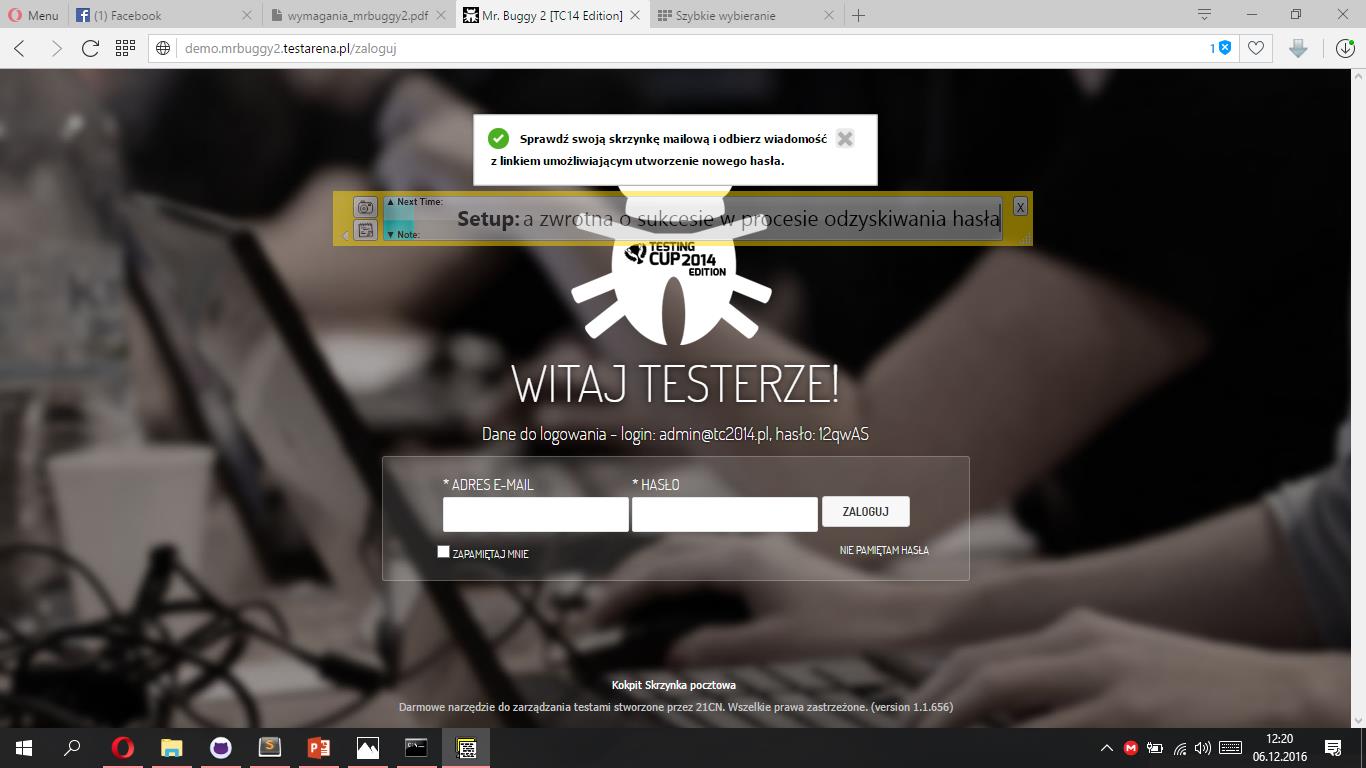 Menu
(1) Facebook
wymagania_mrbuggy2.pdf
Mr. Buggy 2 [TC14 Edition]
Szybkie wybieranie
demo.mrbuggy2.testarena.pl/zaloguj
1
Sprawdź swoją skrzynkę mailową i odbierz wiadomość
z linkiem umożliwiającym utworzenie nowego hasła.
▲ Next Time:
Setup: a zwrotna o sukcesie w procesie odzyskiwania hasła
X
▼ Note:
TESTING
CUP 2014
EDITION
WITAJ TESTERZE!
Dane do logowania - login: admin@tc2014.pl, hasło: 12qwAS
* ADRES E-MAIL
* HASŁO
ZALOGUJ
ZAPAMIĘTAJ MNIE
NIE PAMIĘTAM HASŁA
Kokpit Skrzynka pocztowa
Darmowe narzędzie do zarządzania testami stworzone przez 21CN. Wszelkie prawa zastrzeżone. (version 1.1.656)
12:20
06.12.2016